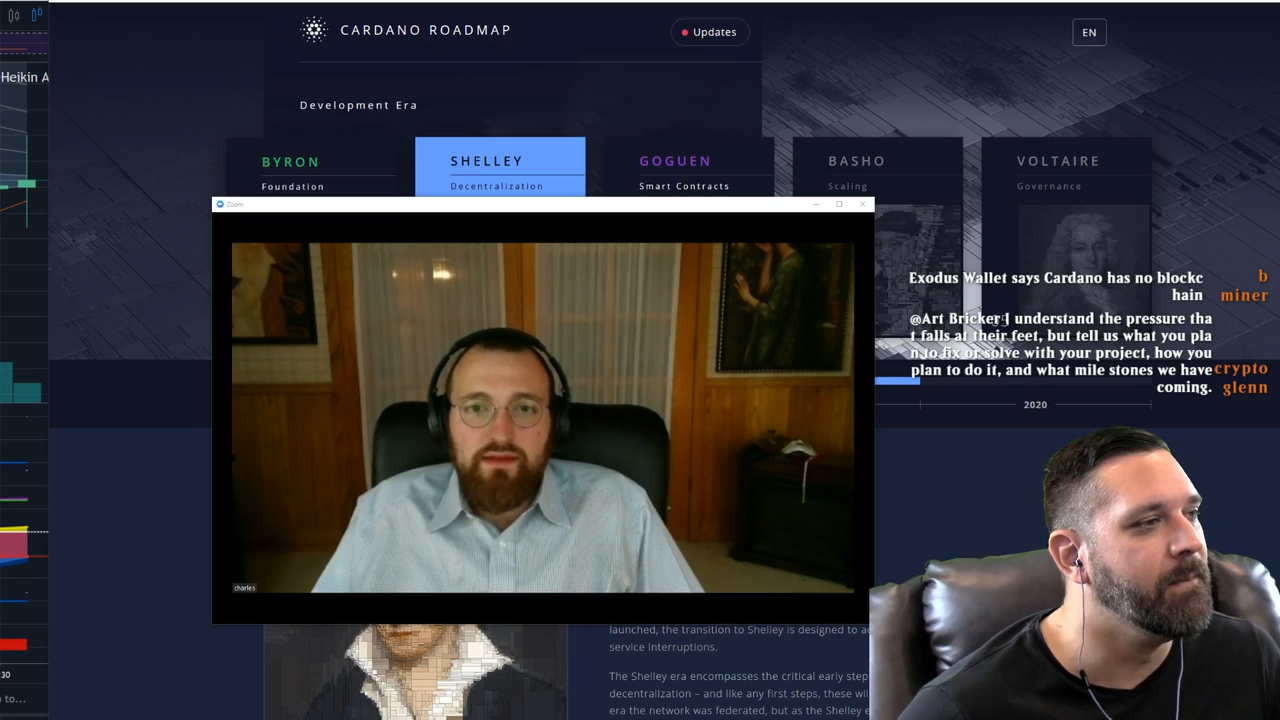 Heikin A
CARDANO ROADMAP
Updates
EN
Development Era
BYRON
Foundation
SHELLEY
Decentralization
GOGUEN
Smart Contracts
BASHO
Scaling
VOLTAIRE
Governance
Zoom
Exodus Wallet says Cardano has no blockc
hain
b
miner
@Art Bricker I understand the pressure tha
t falls at their feet, but tell us what you pla
n to fix or solve with your project, how you
plan to do it, and what mile stones we have
coming.
crypto
glenn
2020
charles
launched, the transition to Shelley is designed to
service interruptions.
The Shelley era encompasses the critical early step
decentralization – and like any first steps, these
era the network was federated, but as the Shelley
:30
to...